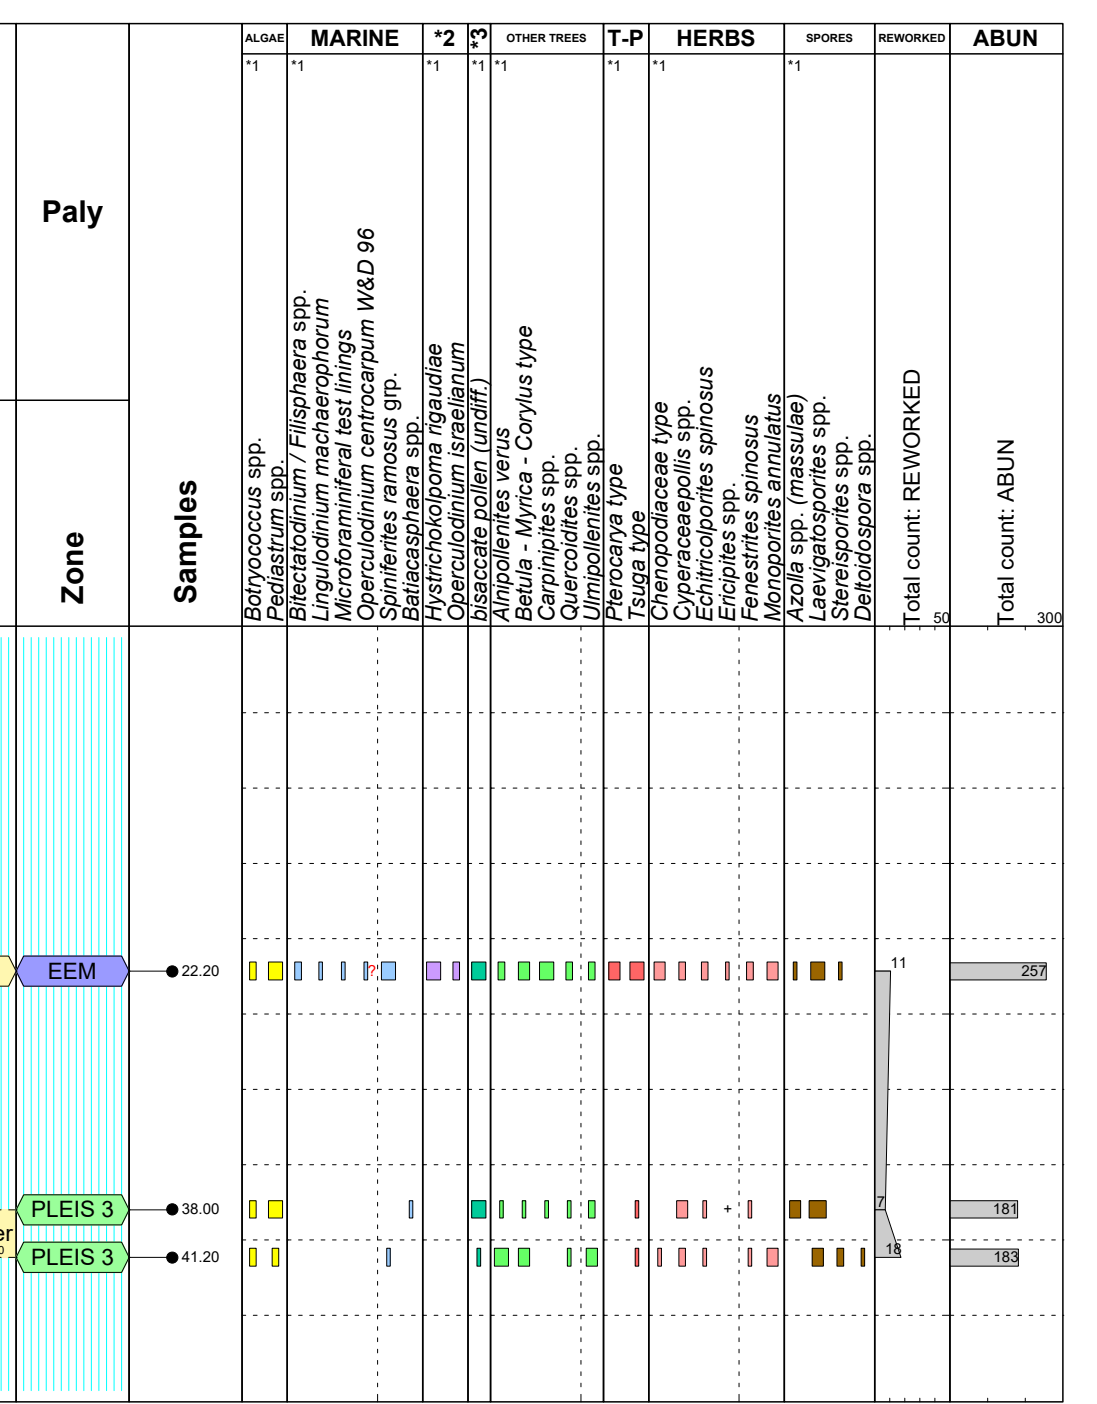 ALGAE MARINE *2 *3 OTHER TREES T-P HERBS SPORES REWORKED ABUN
*1 *1 *1 *1 *1 *1 *1 *1
Paly
Zone
Samples
Botryococcus spp.
Pediastrum spp.
Bitectatodinium / Filisphaera spp.
Lingulodinium machaerophorum
Microforaminiferal test linings
Operculodinium centrocarpum W&D 96
Spiniferites ramosus grp.
Batiacasphaera spp.
Hystrichokolpoma rigaudiae
Operculodinium israelianum
bisaccate pollen (undiff.)
Alnipollenites verus
Betula - Myrica - Corylus type
Carpinipites spp.
Quercoidites spp.
Ulmipollenites spp.
Pterocarya type
Tsuga type
Chenopodiaceae type
Cyperaceaepollis spp.
Echitricolporites spinosus
Ericipites spp.
Fenestrites spinosus
Monoporites annulatus
Azolla spp. (massulae)
Laevigatosporites spp.
Stereisporites spp.
Deltoidospora spp.
Total count: REWORKED
50
Total count: ABUN
300
EEM 22.20 ? 11 257
PLEIS 3 38.00 + 7 181
er
0
PLEIS 3 41.20 18 183